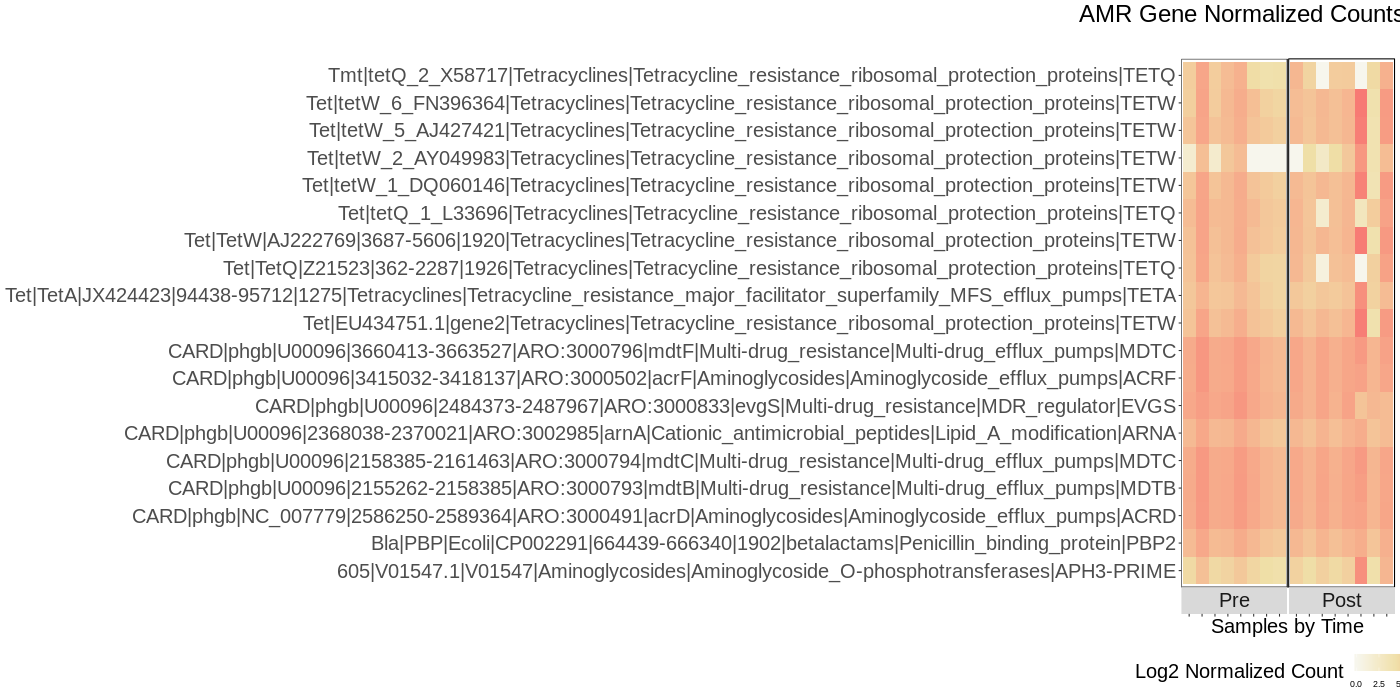 AMR Gene Normalized Counts
Tmt|tetQ_2_X58717|Tetracyclines|Tetracycline_resistance_ribosomal_protection_proteins|TETQ
Tet|tetW_6_FN396364|Tetracyclines|Tetracycline_resistance_ribosomal_protection_proteins|TETW
Tet|tetW_5_AJ427421|Tetracyclines|Tetracycline_resistance_ribosomal_protection_proteins|TETW
Tet|tetW_2_AY049983|Tetracyclines|Tetracycline_resistance_ribosomal_protection_proteins|TETW
Tet|tetW_1_DQ060146|Tetracyclines|Tetracycline_resistance_ribosomal_protection_proteins|TETW
Tet|tetQ_1_L33696|Tetracyclines|Tetracycline_resistance_ribosomal_protection_proteins|TETQ
Tet|TetW|AJ222769|3687-5606|1920|Tetracyclines|Tetracycline_resistance_ribosomal_protection_proteins|TETW
Tet|TetQ|Z21523|362-2287|1926|Tetracyclines|Tetracycline_resistance_ribosomal_protection_proteins|TETQ
Tet|TetA|JX424423|94438-95712|1275|Tetracyclines|Tetracycline_resistance_major_facilitator_superfamily_MFS_efflux_pumps|TETA
Tet|EU434751.1|gene2|Tetracyclines|Tetracycline_resistance_ribosomal_protection_proteins|TETW
CARD|phgb|U00096|3660413-3663527|ARO:3000796|mdtF|Multi-drug_resistance|Multi-drug_efflux_pumps|MDTC
CARD|phgb|U00096|3415032-3418137|ARO:3000502|acrF|Aminoglycosides|Aminoglycoside_efflux_pumps|ACRF
CARD|phgb|U00096|2484373-2487967|ARO:3000833|evgS|Multi-drug_resistance|MDR_regulator|EVGS
CARD|phgb|U00096|2368038-2370021|ARO:3002985|arnA|Cationic_antimicrobial_peptides|Lipid_A_modification|ARNA
CARD|phgb|U00096|2158385-2161463|ARO:3000794|mdtC|Multi-drug_resistance|Multi-drug_efflux_pumps|MDTC
CARD|phgb|U00096|2155262-2158385|ARO:3000793|mdtB|Multi-drug_resistance|Multi-drug_efflux_pumps|MDTB
CARD|phgb|NC_007779|2586250-2589364|ARO:3000491|acrD|Aminoglycosides|Aminoglycoside_efflux_pumps|ACRD
Bla|PBP|Ecoli|CP002291|664439-666340|1902|betalactams|Penicillin_binding_protein|PBP2
605|V01547.1|V01547|Aminoglycosides|Aminoglycoside_O-phosphotransferases|APH3-PRIME
Pre Post
Samples by Time
Log2 Normalized Count
0.0 2.5